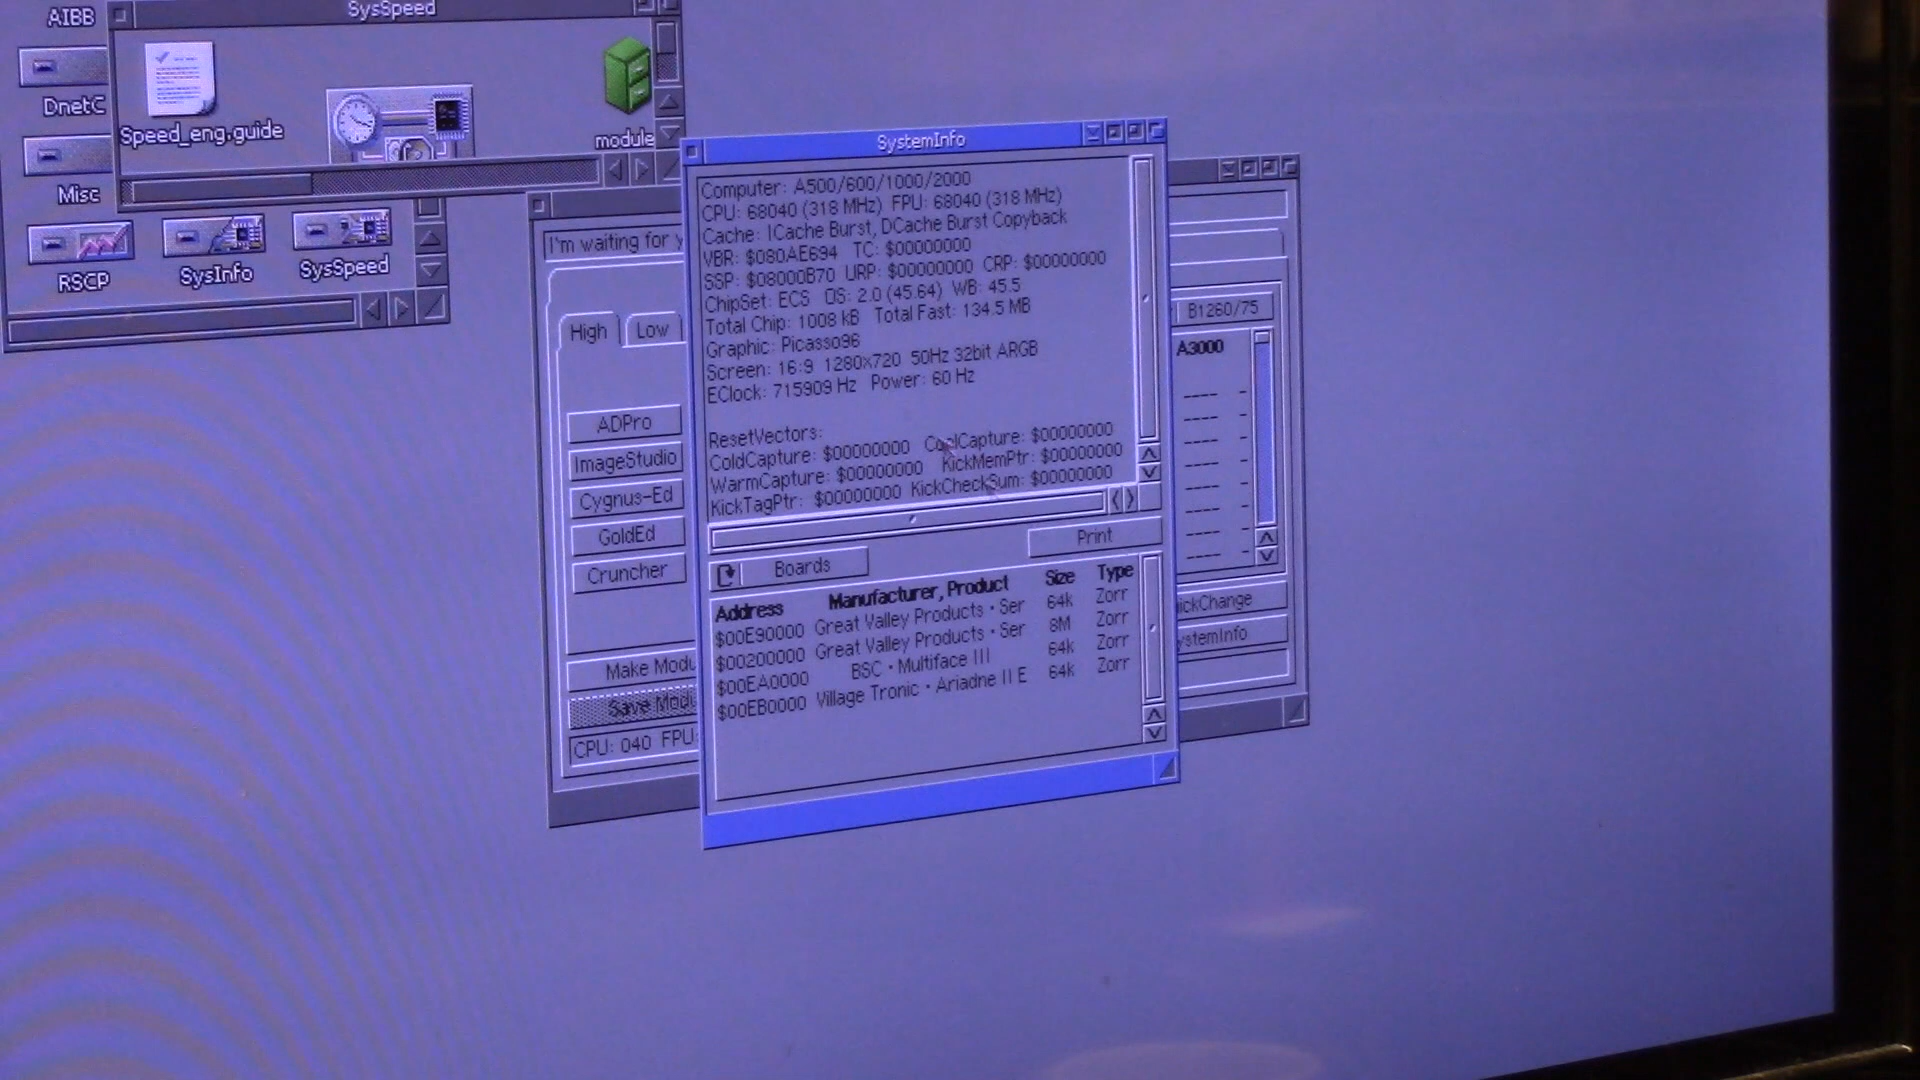 AIBB
SysSpeed
DnetC
Speed_eng.guide
module
Misc
RSCP
SysInfo
SysSpeed
SystemInfo
Computer: A500/600/1000/2000
CPU: 68040 (318 MHz) FPU: 68040 (318 MHz)
Cache: ICache Burst, DCache Burst Copyback
VBR: $080AE694 TC: $00000000
SSP: $08000B70 URP: $00000000 CRP: $00000000
ChipSet: ECS OS: 2.0 (45.64) WB: 45.5
Total Chip: 1008 kB Total Fast: 134.5 MB
Graphic: Picasso96
Screen: 16:9 1280x720 50Hz 32bit ARGB
EClock: 715909 Hz Power: 60 Hz
ResetVectors:
ColdCapture: $00000000 CoolCapture: $00000000
WarmCapture: $00000000 KickMemPtr: $00000000
KickTagPtr: $00000000 KickCheckSum: $00000000
Print
Boards
Address Manufacturer, Product Size Type
$00E90000 Great Valley Products • Ser 64k Zorr
$00200000 Great Valley Products • Ser 8M Zorr
$00EA0000 BSC • Multiface III 64k Zorr
$00EB0000 Village Tronic • Ariadne II E 64k Zorr
I'm waiting for y
High Low
ADPro
ImageStudio
Cygnus-Ed
GoldEd
Cruncher
Make Modu
Save Modu
CPU: 040 FPU:
B1260/75
A3000
---- -
---- -
---- -
---- -
---- -
---- -
---- -
ickChange
ystemInfo